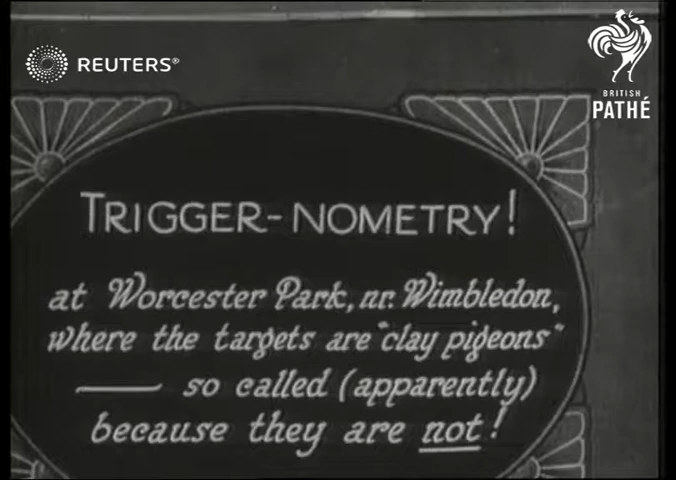 REUTERS®
BRITISH
PATHÉ
TRIGGER-NOMETRY!
at Worcester Park, nr. Wimbledon,
where the targets are "clay pigeons"
— so called (apparently)
because they are not!